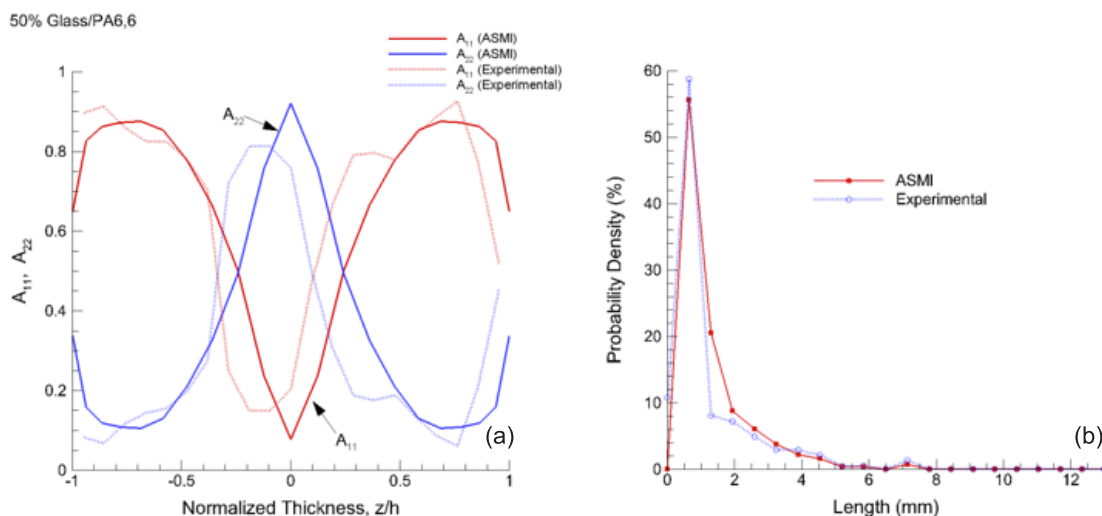 50% Glass/PA6,6
A11 (ASMI)
A22 (ASMI)
A11 (Experimental)
A22 (Experimental)
1
0.8
0.6
0.4
0.2
0
A11, A22
A22
A11
(a)
-1 -0.5 0 0.5 1
Normalized Thickness, z/h
60
50
40
30
20
10
0
Probability Density (%)
ASMI
Experimental
(b)
0 2 4 6 8 10 12
Length (mm)